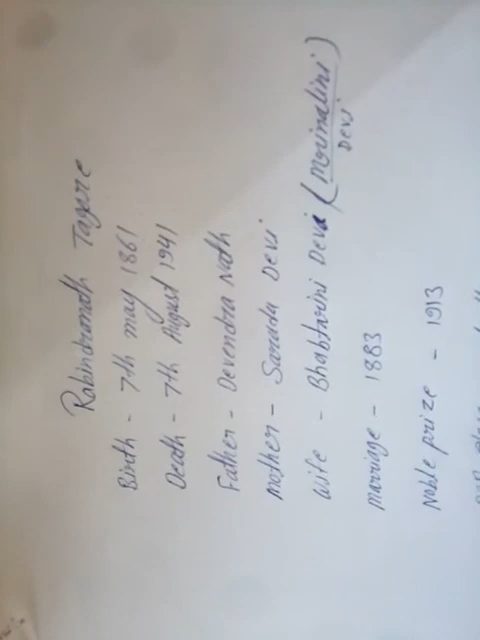 Rabindranath Tagore
Birth - 7th may 1861
Death - 7th August 1941
Father - Devendra Nath
Mother - Sarada Devi
Wife - Bhabtarini Devi (Mrinalini
Devi)
marriage - 1883
Noble prize - 1913